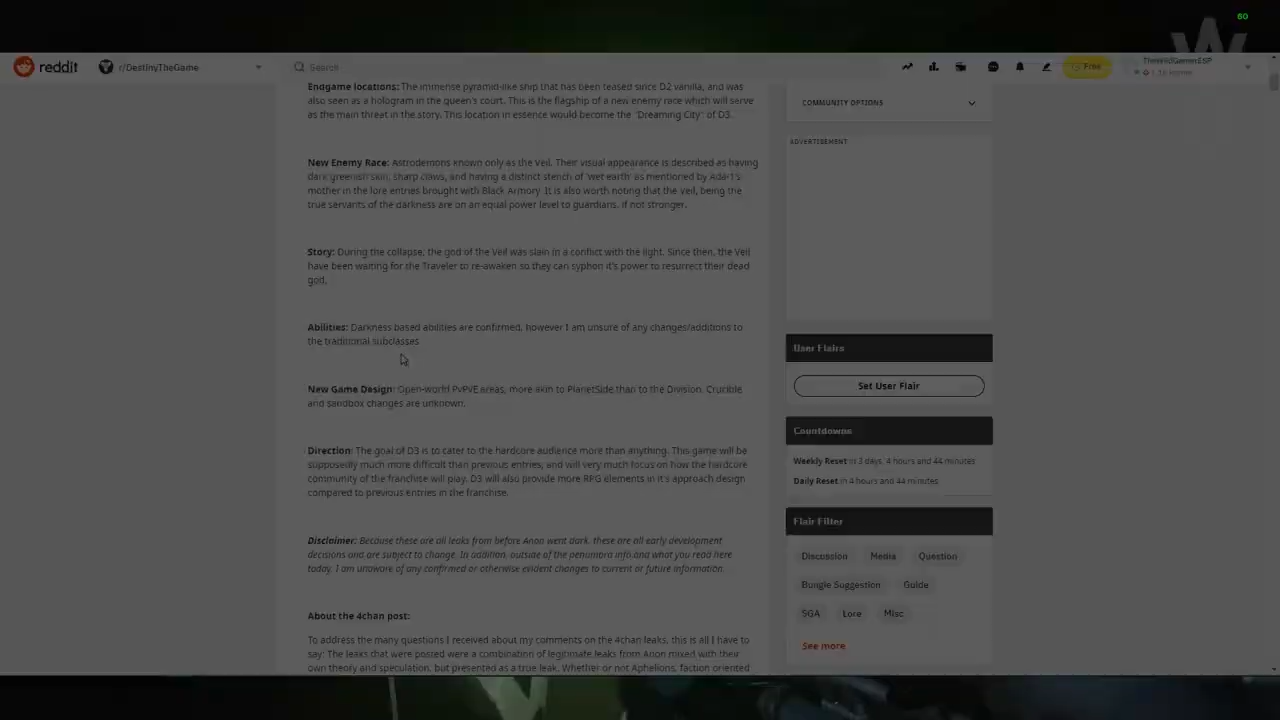 60
reddit
r/DestinyTheGame
Search
Free
Endgame locations: The immense pyramid-like ship that has been teased since D2 vanilla, and was
also seen as a hologram in the queen's court. This is the flagship of a new enemy race which will serve
as the main threat in the story. This location in essence would become the "Dreaming City" of D3.
New Enemy Race: Astrodemons known only as the Veil. Their visual appearance is described as having
dark greenish skin, sharp claws, and having a distinct stench of 'wet earth' as mentioned by Ada-1's
mother in the lore entries brought with Black Armory. It is also worth noting that the veil, being the
true servants of the darkness are on an equal power level to guardians, if not stronger.
Story: During the collapse, the god of the Veil was slain in a conflict with the light. Since then, the Veil
have been waiting for the Traveler to re-awaken so they can syphon it's power to resurrect their dead
god.
Abilities: Darkness based abilities are confirmed, however I am unsure of any changes/additions to
the traditional subclasses
New Game Design: Open-world PvPVE areas, more akin to PlanetSide than to the Division. Crucible
and sandbox changes are unknown.
Direction: The goal of D3 is to cater to the hardcore audience more than anything. This game will be
supposedly much more difficult than previous entries, and will very much focus on how the hardcore
community of the franchise will play. D3 will also provide more RPG elements in it's approach design
compared to previous entries in the franchise.
Disclaimer: Because these are all leaks from before Anon went dark, these are all early development
decisions and are subject to change. In addition, outside of the penumbra info and what you read here
today, I am unaware of any confirmed or otherwise evident changes to current or future information.
About the 4chan post:
To address the many questions I received about my comments on the 4chan leaks, this is all I have to
say: The leaks that were posted were a combination of legitimate leaks from Anon mixed with their
own theory and speculation, but presented as a true leak. Whether or not Aphelions, faction oriented
COMMUNITY OPTIONS
ADVERTISEMENT
User Flairs
Set User Flair
Countdowns
Weekly Reset in 3 days, 4 hours and 44 minutes
Daily Reset in 4 hours and 44 minutes
Flair Filter
Discussion Media Question
Bungie Suggestion Guide
SGA Lore Misc
See more